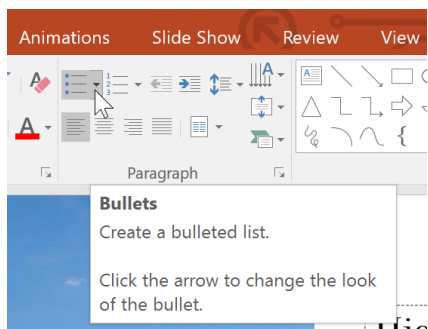 Animations Slide Show Review View
Paragraph
Bullets
Create a bulleted list.
Click the arrow to change the look
of the bullet.